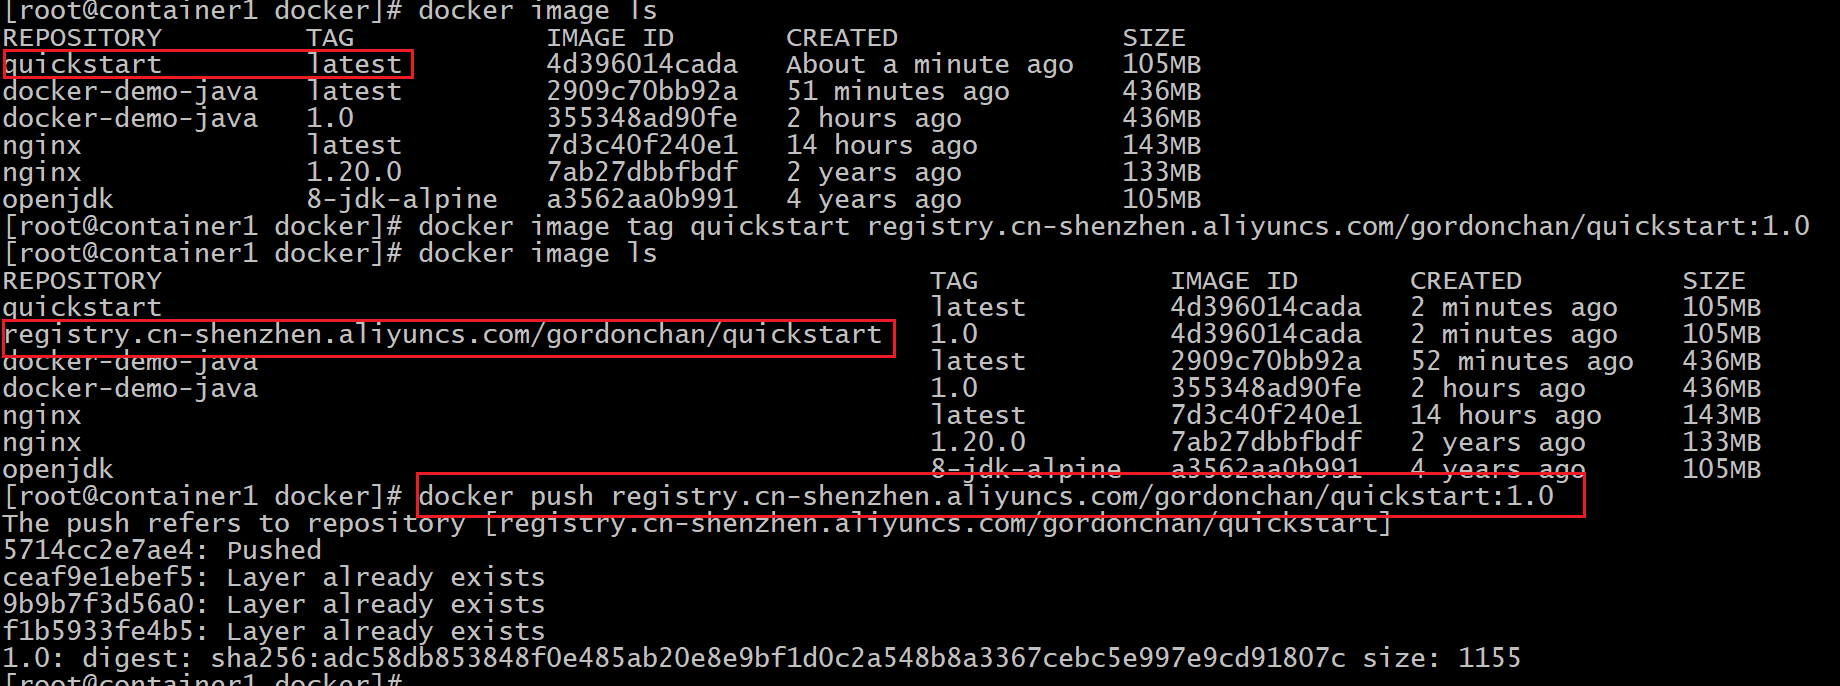 [root@container1 docker]# docker image ls
REPOSITORY TAG IMAGE ID CREATED SIZE
quickstart latest 4d396014cada About a minute ago 105MB
docker-demo-java latest 2909c70bb92a 51 minutes ago 436MB
docker-demo-java 1.0 355348ad90fe 2 hours ago 436MB
nginx latest 7d3c40f240e1 14 hours ago 143MB
nginx 1.20.0 7ab27dbbfbdf 2 years ago 133MB
openjdk 8-jdk-alpine a3562aa0b991 4 years ago 105MB
[root@container1 docker]# docker image tag quickstart registry.cn-shenzhen.aliyuncs.com/gordonchan/quickstart:1.0
[root@container1 docker]# docker image ls
REPOSITORY TAG IMAGE ID CREATED SIZE
quickstart latest 4d396014cada 2 minutes ago 105MB
registry.cn-shenzhen.aliyuncs.com/gordonchan/quickstart 1.0 4d396014cada 2 minutes ago 105MB
docker-demo-java latest 2909c70bb92a 52 minutes ago 436MB
docker-demo-java 1.0 355348ad90fe 2 hours ago 436MB
nginx latest 7d3c40f240e1 14 hours ago 143MB
nginx 1.20.0 7ab27dbbfbdf 2 years ago 133MB
openjdk 8-jdk-alpine a3562aa0b991 4 years ago 105MB
[root@container1 docker]# docker push registry.cn-shenzhen.aliyuncs.com/gordonchan/quickstart:1.0
The push refers to repository [registry.cn-shenzhen.aliyuncs.com/gordonchan/quickstart]
5714cc2e7ae4: Pushed
ceaf9e1ebef5: Layer already exists
9b9b7f3d56a0: Layer already exists
f1b5933fe4b5: Layer already exists
1.0: digest: sha256:adc58db853848f0e485ab20e8e9bf1d0c2a548b8a3367cebc5e997e9cd91807c size: 1155
[root@container1 docker]#